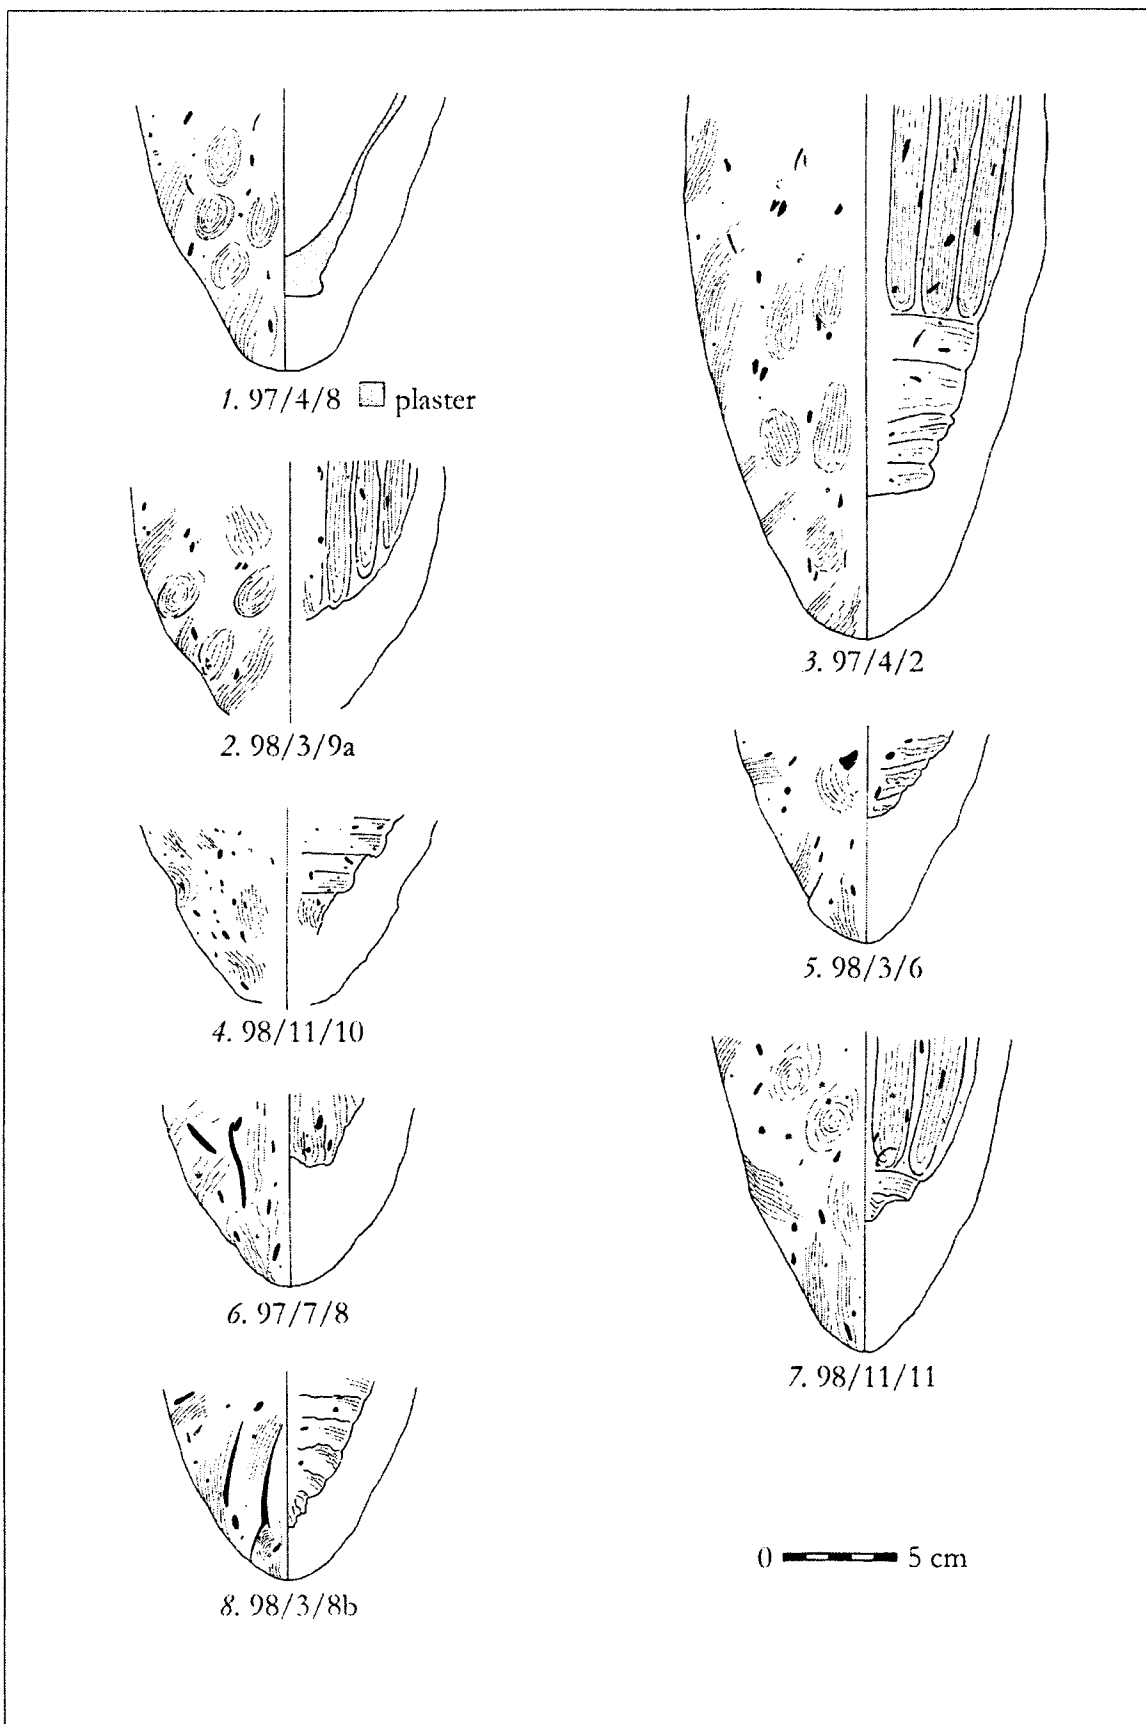 1. 97/4/8 plaster
2. 98/3/9a
3. 97/4/2
4. 98/11/10
5. 98/3/6
6. 97/7/8
7. 98/11/11
8. 98/3/8b
0 5 cm